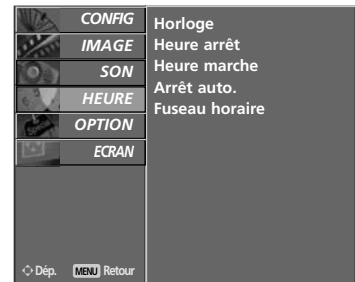 CONFIG
IMAGE
SON
HEURE
OPTION
ECRAN
Dép. MENU Retour
Horloge
Heure arrêt
Heure marche
Arrêt auto.
Fuseau horaire